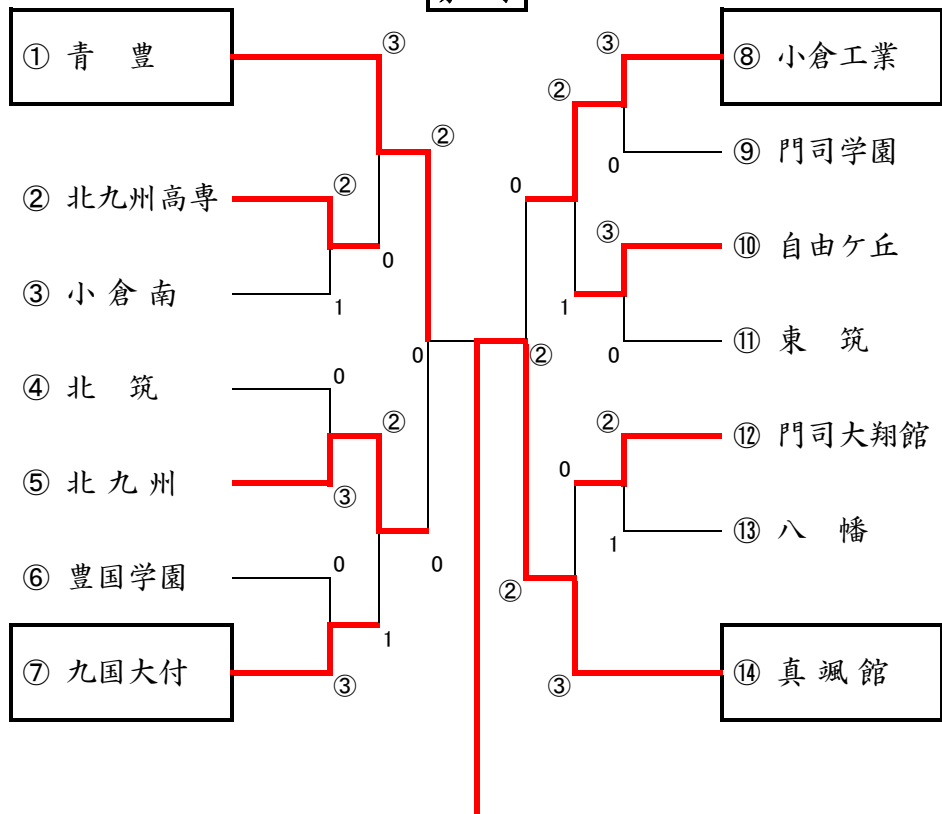 ① 青 豊
③
③
⑧ 小倉工業
②
②
⑨ 門司学園
0
② 北九州高専
②
0
0
③
⑩ 自由ケ丘
③ 小倉南
1
1
0
②
0
⑪ 東 筑
④ 北 筑
0
②
②
⑫ 門司大翔館
0
⑤ 北九州
③
1
⑬ 八 幡
⑥ 豊国学園
0
0
②
1
⑦ 九国大付
③
③
⑭ 真颯館